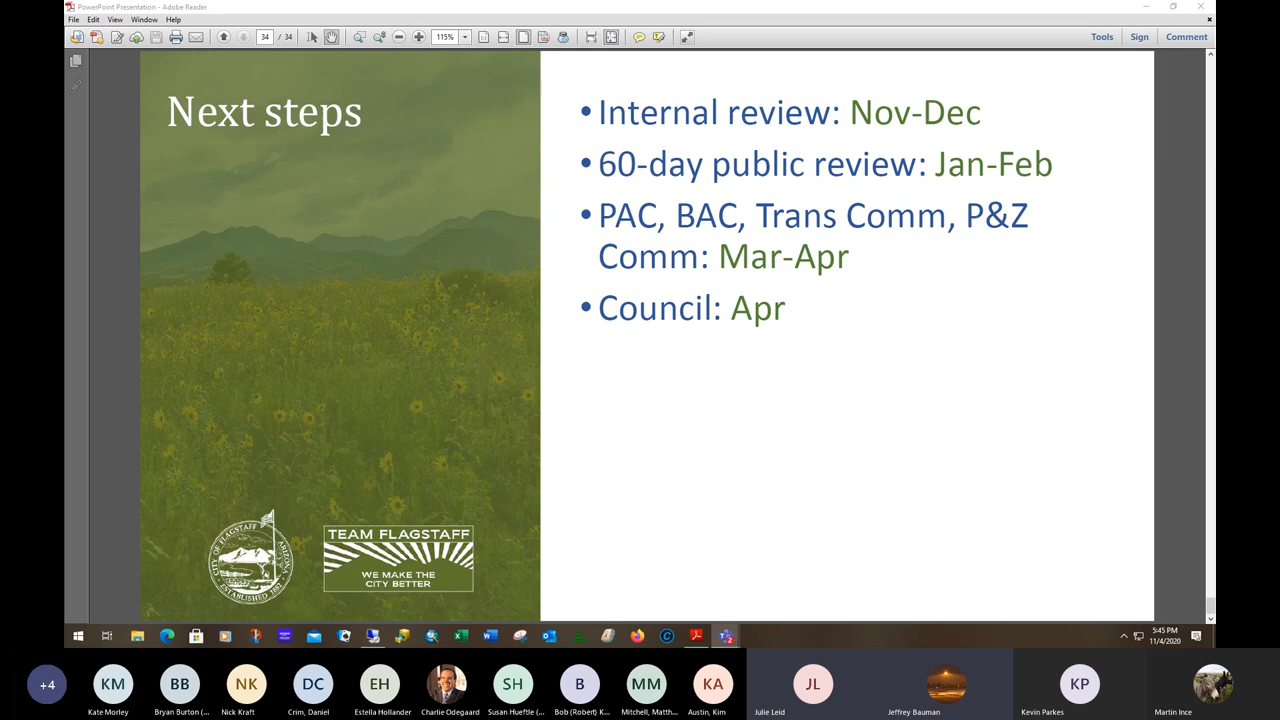 PowerPoint Presentation - Adobe Reader
File Edit View Window Help
34 / 34
115%
Tools Sign Comment
Next steps
• Internal review: Nov-Dec
• 60-day public review: Jan-Feb
• PAC, BAC, Trans Comm, P&Z
Comm: Mar-Apr
• Council: Apr
CITY OF FLAGSTAFF ARIZONA
ESTABLISHED 1882
TEAM FLAGSTAFF
WE MAKE THE
CITY BETTER
5:45 PM
11/4/2020
+4 KM BB NK DC EH SH B MM KA JL KP
Kate Morley Bryan Burton (... Nick Kraft Crim, Daniel Estella Hollander Charlie Odegaard Susan Hueftle (... Bob (Robert) K... Mitchell, Matth... Austin, Kim Julie Leid Jeffrey Bauman Kevin Parkes Martin Ince